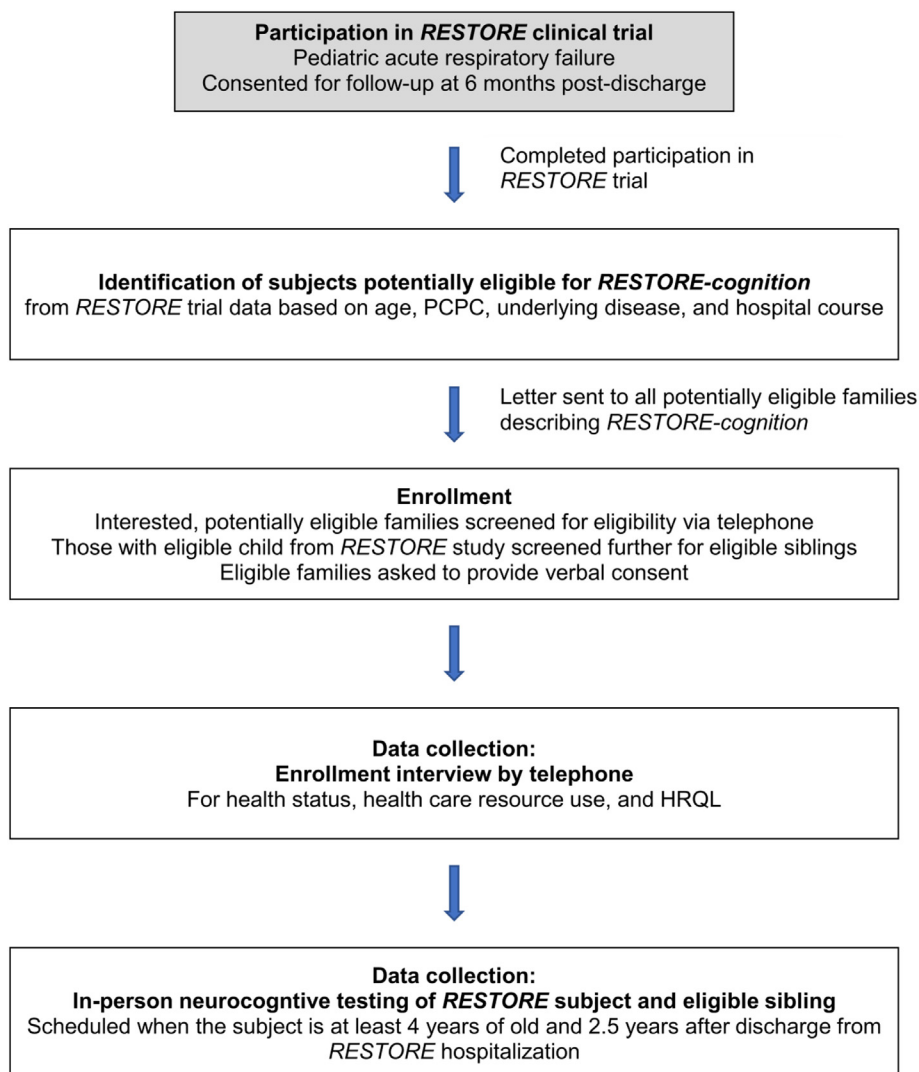 Participation in RESTORE clinical trial
Pediatric acute respiratory failure
Consented for follow-up at 6 months post-discharge
Completed participation in
RESTORE trial
Identification of subjects potentially eligible for RESTORE-cognition
from RESTORE trial data based on age, PCPC, underlying disease, and hospital course
Letter sent to all potentially eligible families
describing RESTORE-cognition
Enrollment
Interested, potentially eligible families screened for eligibility via telephone
Those with eligible child from RESTORE study screened further for eligible siblings
Eligible families asked to provide verbal consent
Data collection:
Enrollment interview by telephone
For health status, health care resource use, and HRQL
Data collection:
In-person neurocogntive testing of RESTORE subject and eligible sibling
Scheduled when the subject is at least 4 years of old and 2.5 years after discharge from
RESTORE hospitalization